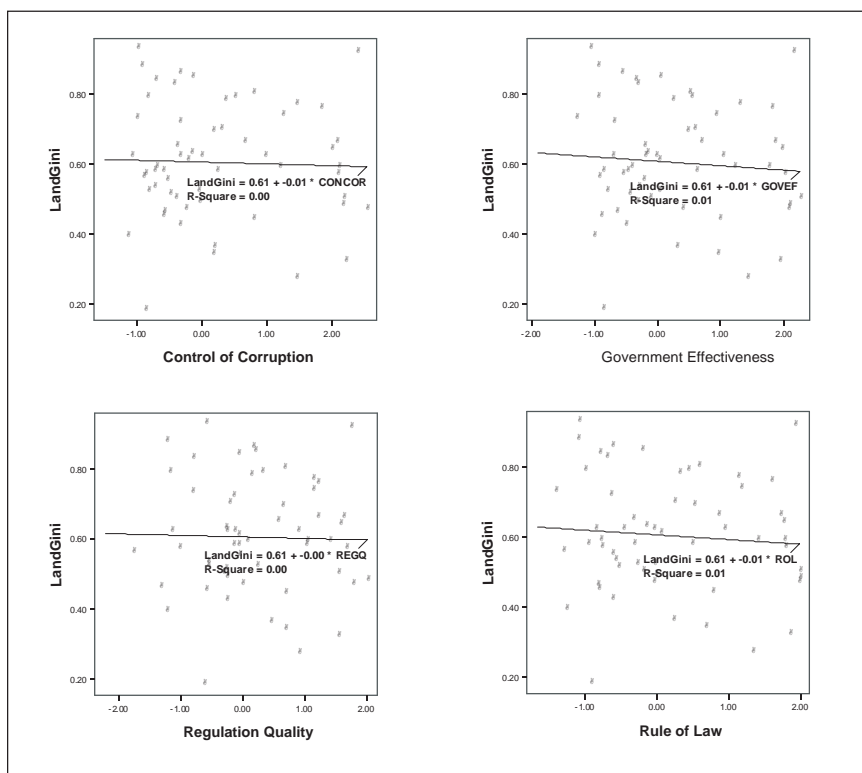 LandGini
0.80
0.60
0.40
0.20
LandGini = 0.61 + -0.01 * CONCOR
R-Square = 0.00
-1.00 0.00 1.00 2.00
Control of Corruption
LandGini
0.80
0.60
0.40
0.20
LandGini = 0.61 + -0.01 * GOVEF
R-Square = 0.01
-2.00 -1.00 0.00 1.00 2.00
Government Effectiveness
LandGini
0.80
0.60
0.40
0.20
LandGini = 0.61 + -0.00 * REGQ
R-Square = 0.00
-2.00 -1.00 0.00 1.00 2.00
Regulation Quality
LandGini
0.80
0.60
0.40
0.20
LandGini = 0.61 + -0.01 * ROL
R-Square = 0.01
-1.00 0.00 1.00 2.00
Rule of Law